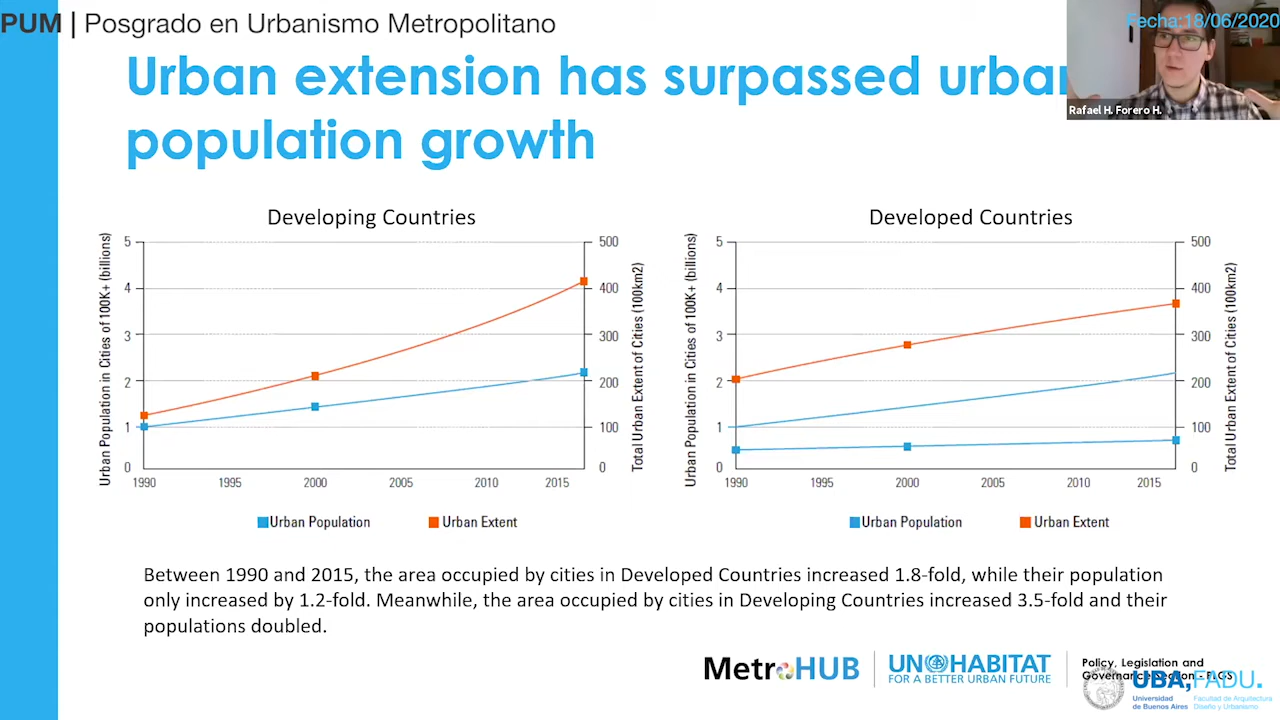 PUM | Posgrado en Urbanismo Metropolitano
Fecha:18/06/2020
Rafael H. Forero H.
Urban extension has surpassed urban
population growth
Developing Countries
Urban Population in Cities of 100K+ (billions)
5
4
3
2
1
0
500
400
300
200
100
0
Total Urban Extent of Cities (100km2)
1990 1995 2000 2005 2010 2015
Urban Population Urban Extent
Developed Countries
Urban Population in Cities of 100K+ (billions)
5
4
3
2
1
0
500
400
300
200
100
0
Total Urban Extent of Cities (100km2)
1990 1995 2000 2005 2010 2015
Urban Population Urban Extent
Between 1990 and 2015, the area occupied by cities in Developed Countries increased 1.8-fold, while their population
only increased by 1.2-fold. Meanwhile, the area occupied by cities in Developing Countries increased 3.5-fold and their
populations doubled.
MetroHUB
UN HABITAT
FOR A BETTER URBAN FUTURE
Policy, Legislation and
Governance Section - PLGS
UBA, FADU.
Universidad
de Buenos Aires
Facultad de Arquitectura
Diseño y Urbanismo